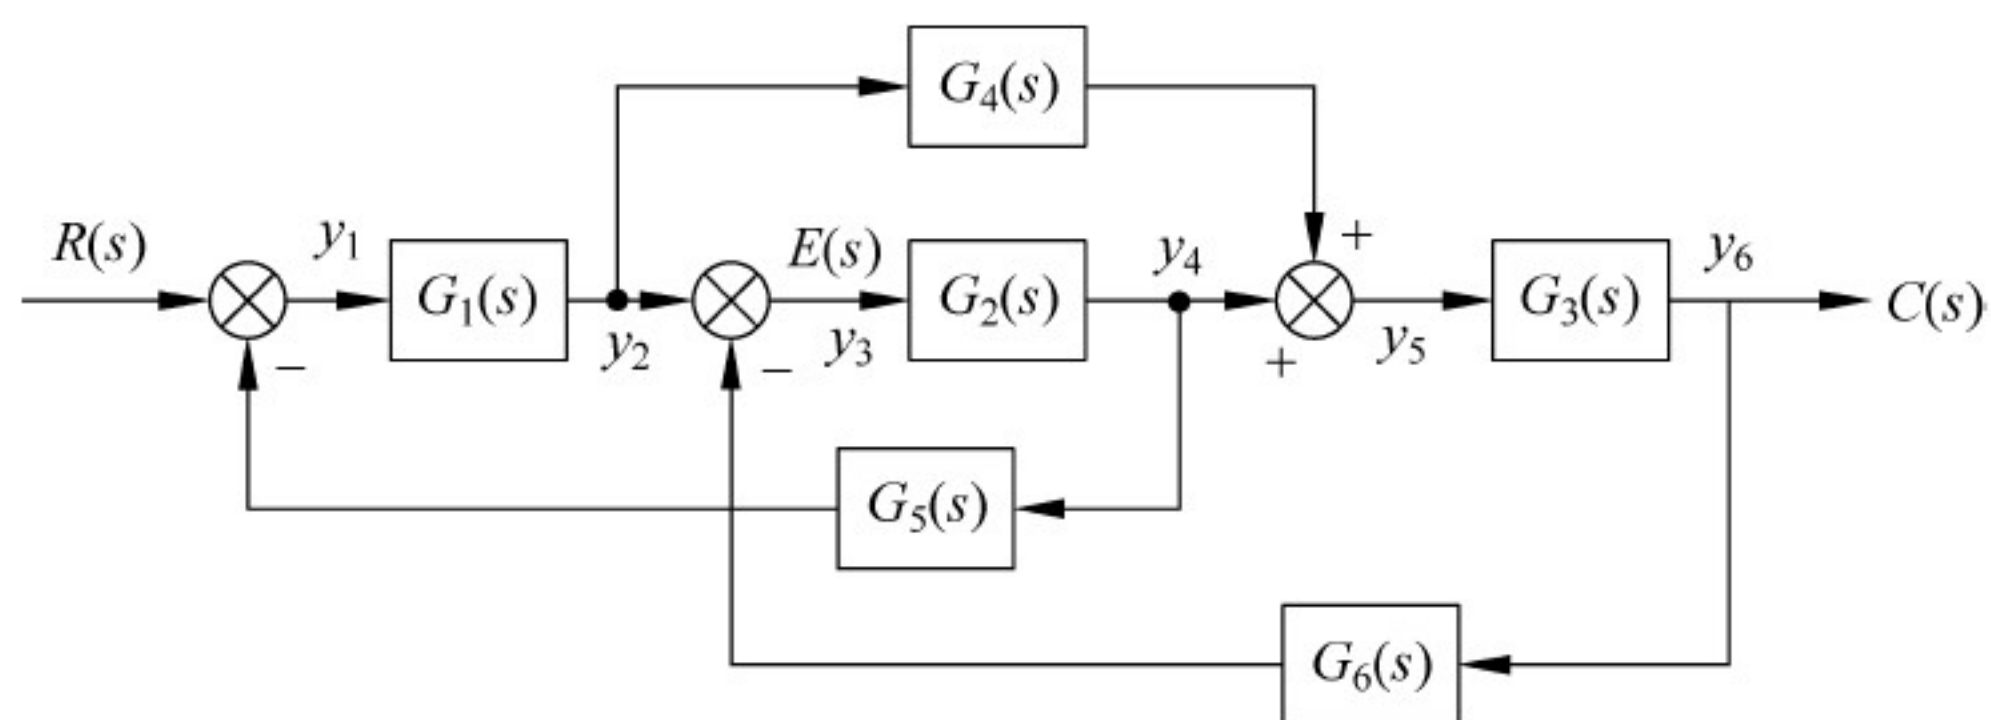 G₄(s)
R(s)
y₁
G₁(s)
y₂
E(s)
y₃
G₂(s)
y₄
+
+
y₅
G₃(s)
y₆
C(s)
−
−
G₅(s)
G₆(s)